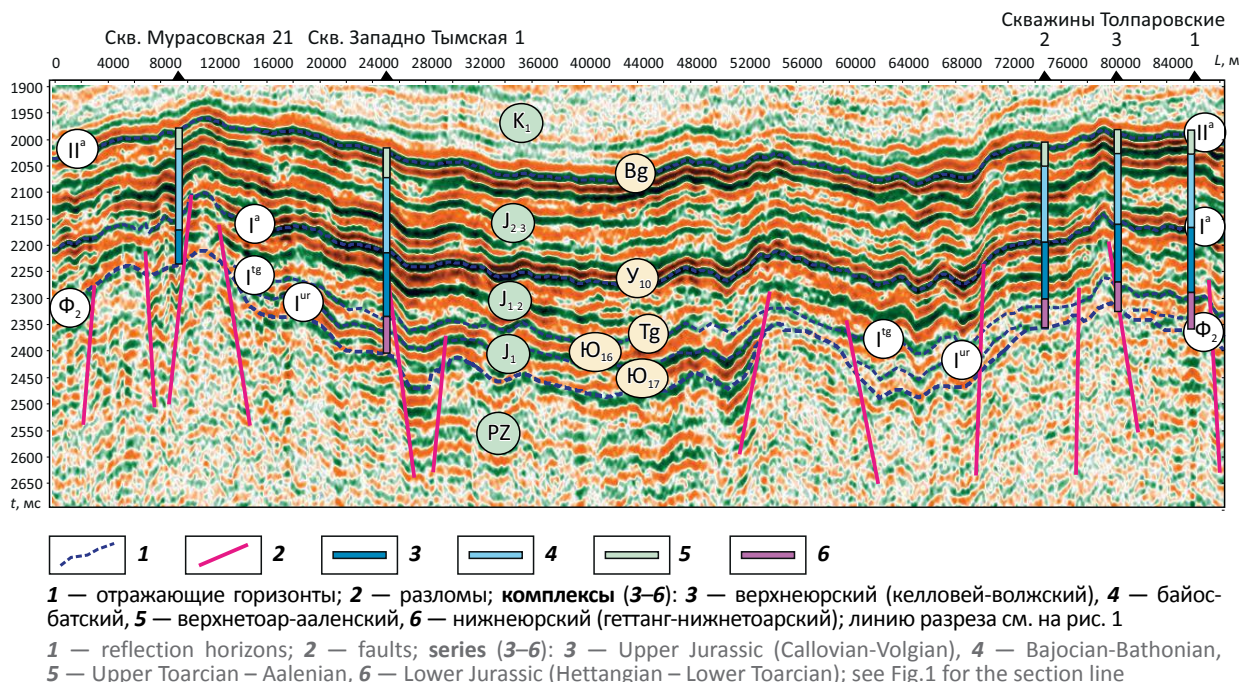 Скважины Толпаровские
Скв. Мурасовская 21 Скв. Западно Тымская 1 2 3 1
0 4000 8000 12000 16000 20000 24000 28000 32000 36000 40000 44000 48000 52000 56000 60000 64000 68000 72000 76000 80000 84000 L, м
1900
1950
2000
2050
2100
2150
2200
2250
2300
2350
2400
2450
2500
2550
2600
2650
t, мс
K₁
IIᵃ IIᵃ
Bg
J₂₋₃
Iᵃ Iᵃ
Iᵗᵍ У₁₀
Iᵘʳ J₁₋₂
Ф₂ Ф₂
Tg
Iᵗᵍ
J₁ Ю₁₆ Iᵘʳ
Ю₁₇
PZ
1 2 3 4 5 6
1 — отражающие горизонты; 2 — разломы; комплексы (3–6): 3 — верхнеюрский (келловей-волжский), 4 — байос-
батский, 5 — верхнетоар-ааленский, 6 — нижнеюрский (геттанг-нижнетоарский); линию разреза см. на рис. 1
1 — reflection horizons; 2 — faults; series (3–6): 3 — Upper Jurassic (Callovian-Volgian), 4 — Bajocian-Bathonian,
5 — Upper Toarcian – Aalenian, 6 — Lower Jurassic (Hettangian – Lower Toarcian); see Fig.1 for the section line